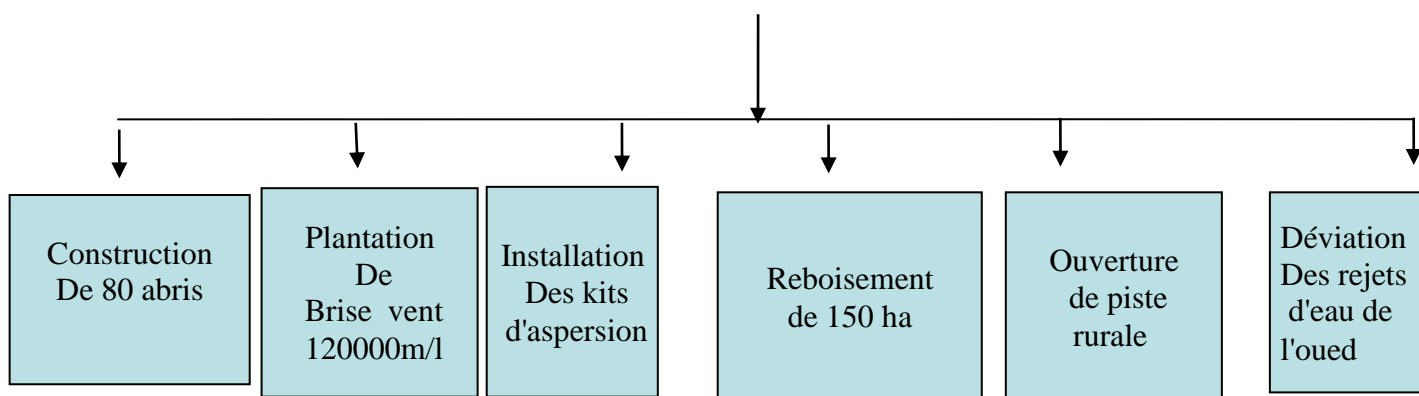 Construction
De 80 abris
Plantation
De
Brise vent
120000m/l
Installation
Des kits
d'aspersion
Reboisement
de 150 ha
Ouverture
de piste
rurale
Déviation
Des rejets
d'eau de
l'oued